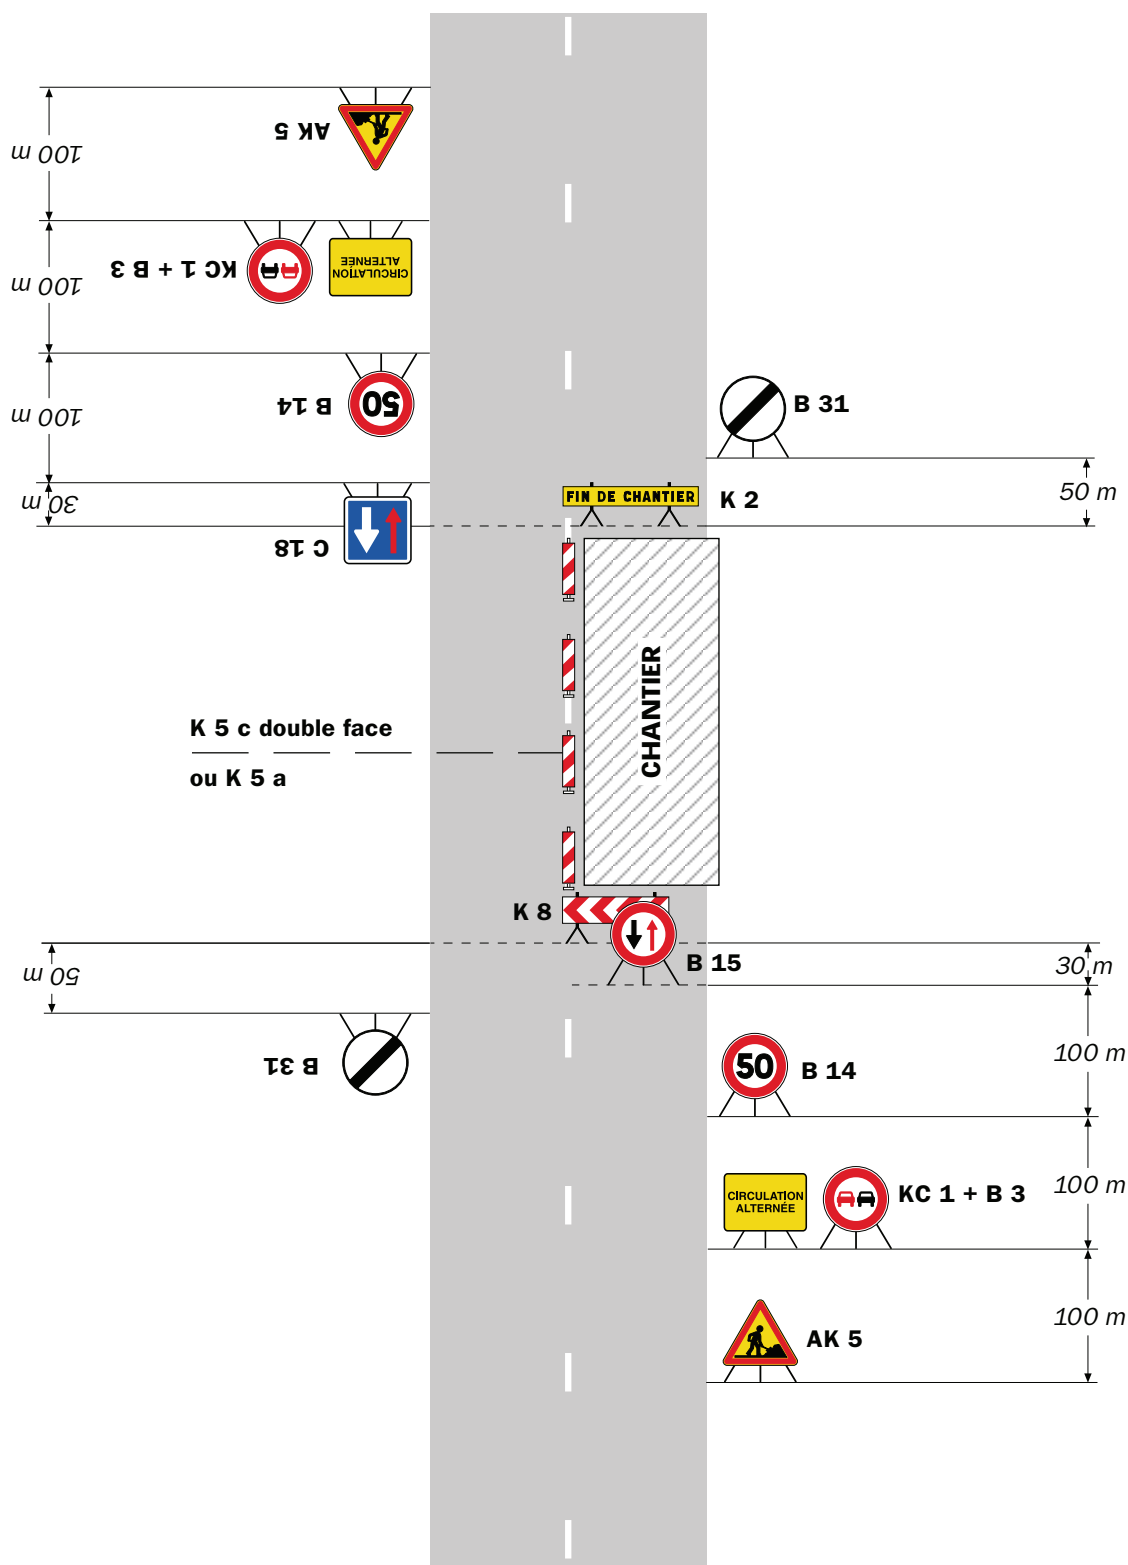 AK 5
100 m
KC 1 + B 3
CIRCULATION
ALTERNÉE
100 m
B 14
50
100 m
B 31
30 m
C 18
FIN DE CHANTIER
K 2
50 m
CHANTIER
K 5 c double face
ou K 5 a
K 8
B 15
50 m
30 m
B 31
50
B 14
100 m
CIRCULATION
ALTERNÉE
KC 1 + B 3
100 m
AK 5
100 m